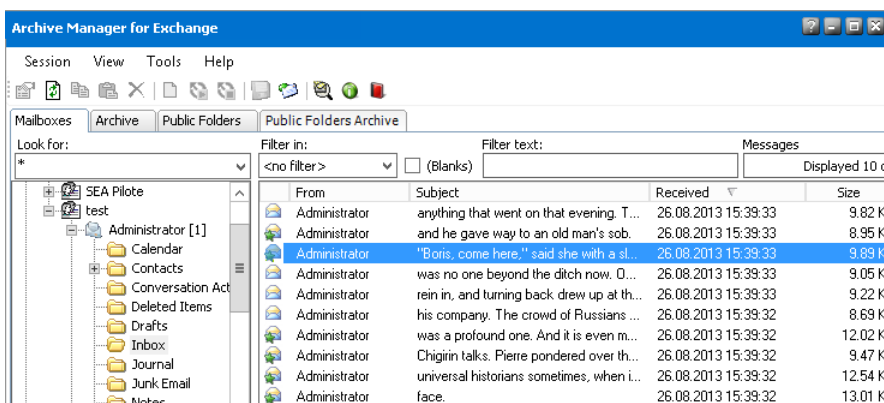 Archive Manager for Exchange
Session View Tools Help
Mailboxes Archive Public Folders Public Folders Archive
Look for: Filter in: Filter text: Messages
* <no filter> (Blanks) Displayed 10
From Subject Received Size
SEA Pilote
test
Administrator [1]
Calendar
Contacts
Conversation Act
Deleted Items
Drafts
Inbox
Journal
Junk Email
Notes
Administrator anything that went on that evening. T... 26.08.2013 15:39:33 9.82 K
Administrator and he gave way to an old man's sob. 26.08.2013 15:39:33 8.95 K
Administrator "Boris, come here," said she with a sl... 26.08.2013 15:39:33 9.89 K
Administrator was no one beyond the ditch now. O... 26.08.2013 15:39:33 9.05 K
Administrator rein in, and turning back drew up at th... 26.08.2013 15:39:33 9.22 K
Administrator his company. The crowd of Russians ... 26.08.2013 15:39:32 8.69 K
Administrator was a profound one. And it is even m... 26.08.2013 15:39:32 12.02 K
Administrator Chigirin talks. Pierre pondered over th... 26.08.2013 15:39:32 9.47 K
Administrator universal historians sometimes, when i... 26.08.2013 15:39:32 12.54 K
Administrator face. 26.08.2013 15:39:32 13.01 K